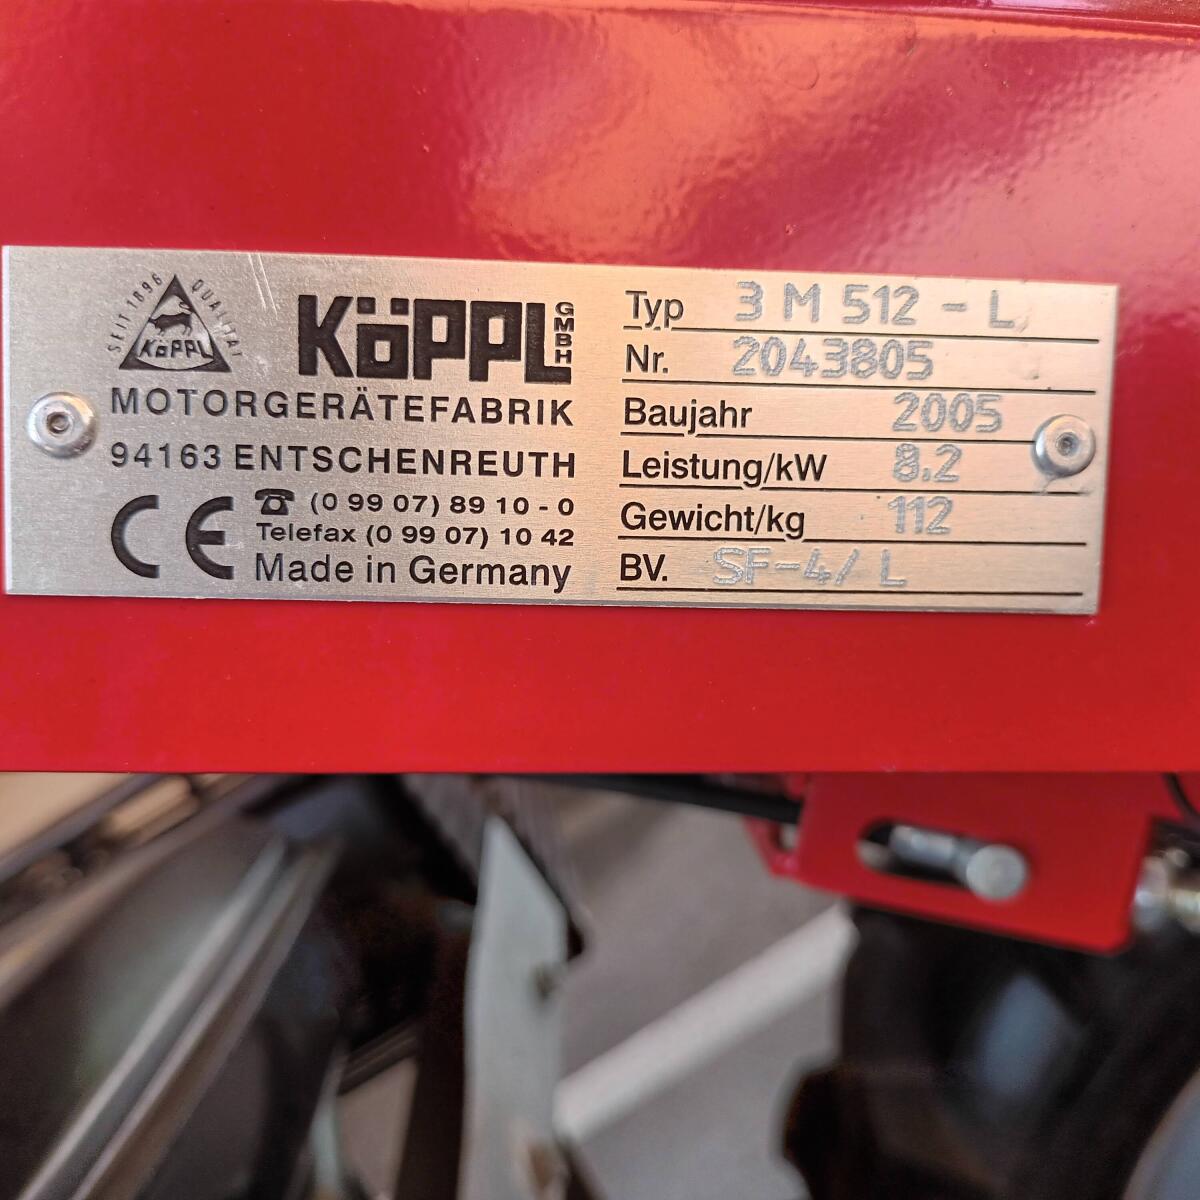 SEIT 1896 QUALITÄT
KöPPL
KöPPL GMBH
MOTORGERÄTEFABRIK
94163 ENTSCHENREUTH
☎ (0 99 07) 89 10 - 0
Telefax (0 99 07) 10 42
CE Made in Germany
Typ 3 M 512 - L
Nr. 2043805
Baujahr 2005
Leistung/kW 8.2
Gewicht/kg 112
BV. SF-4/ L